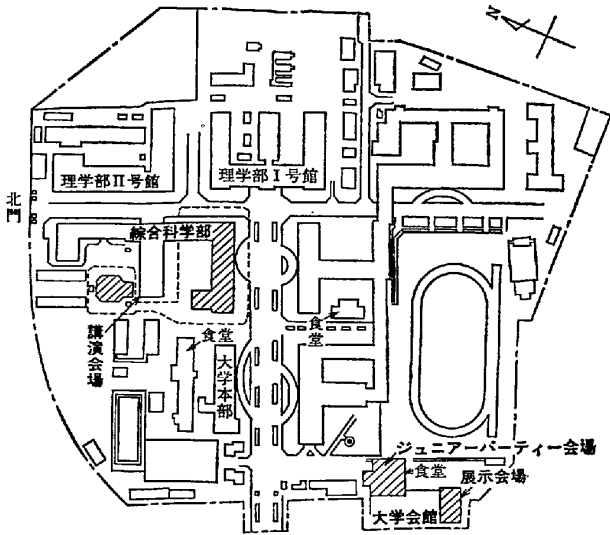 N
理学部II号館
理学部I号館
北門
綜合科学部
講演会場
食堂
大学本部
食堂
ジュニアーパーティー会場
食堂
展示会場
大学会館